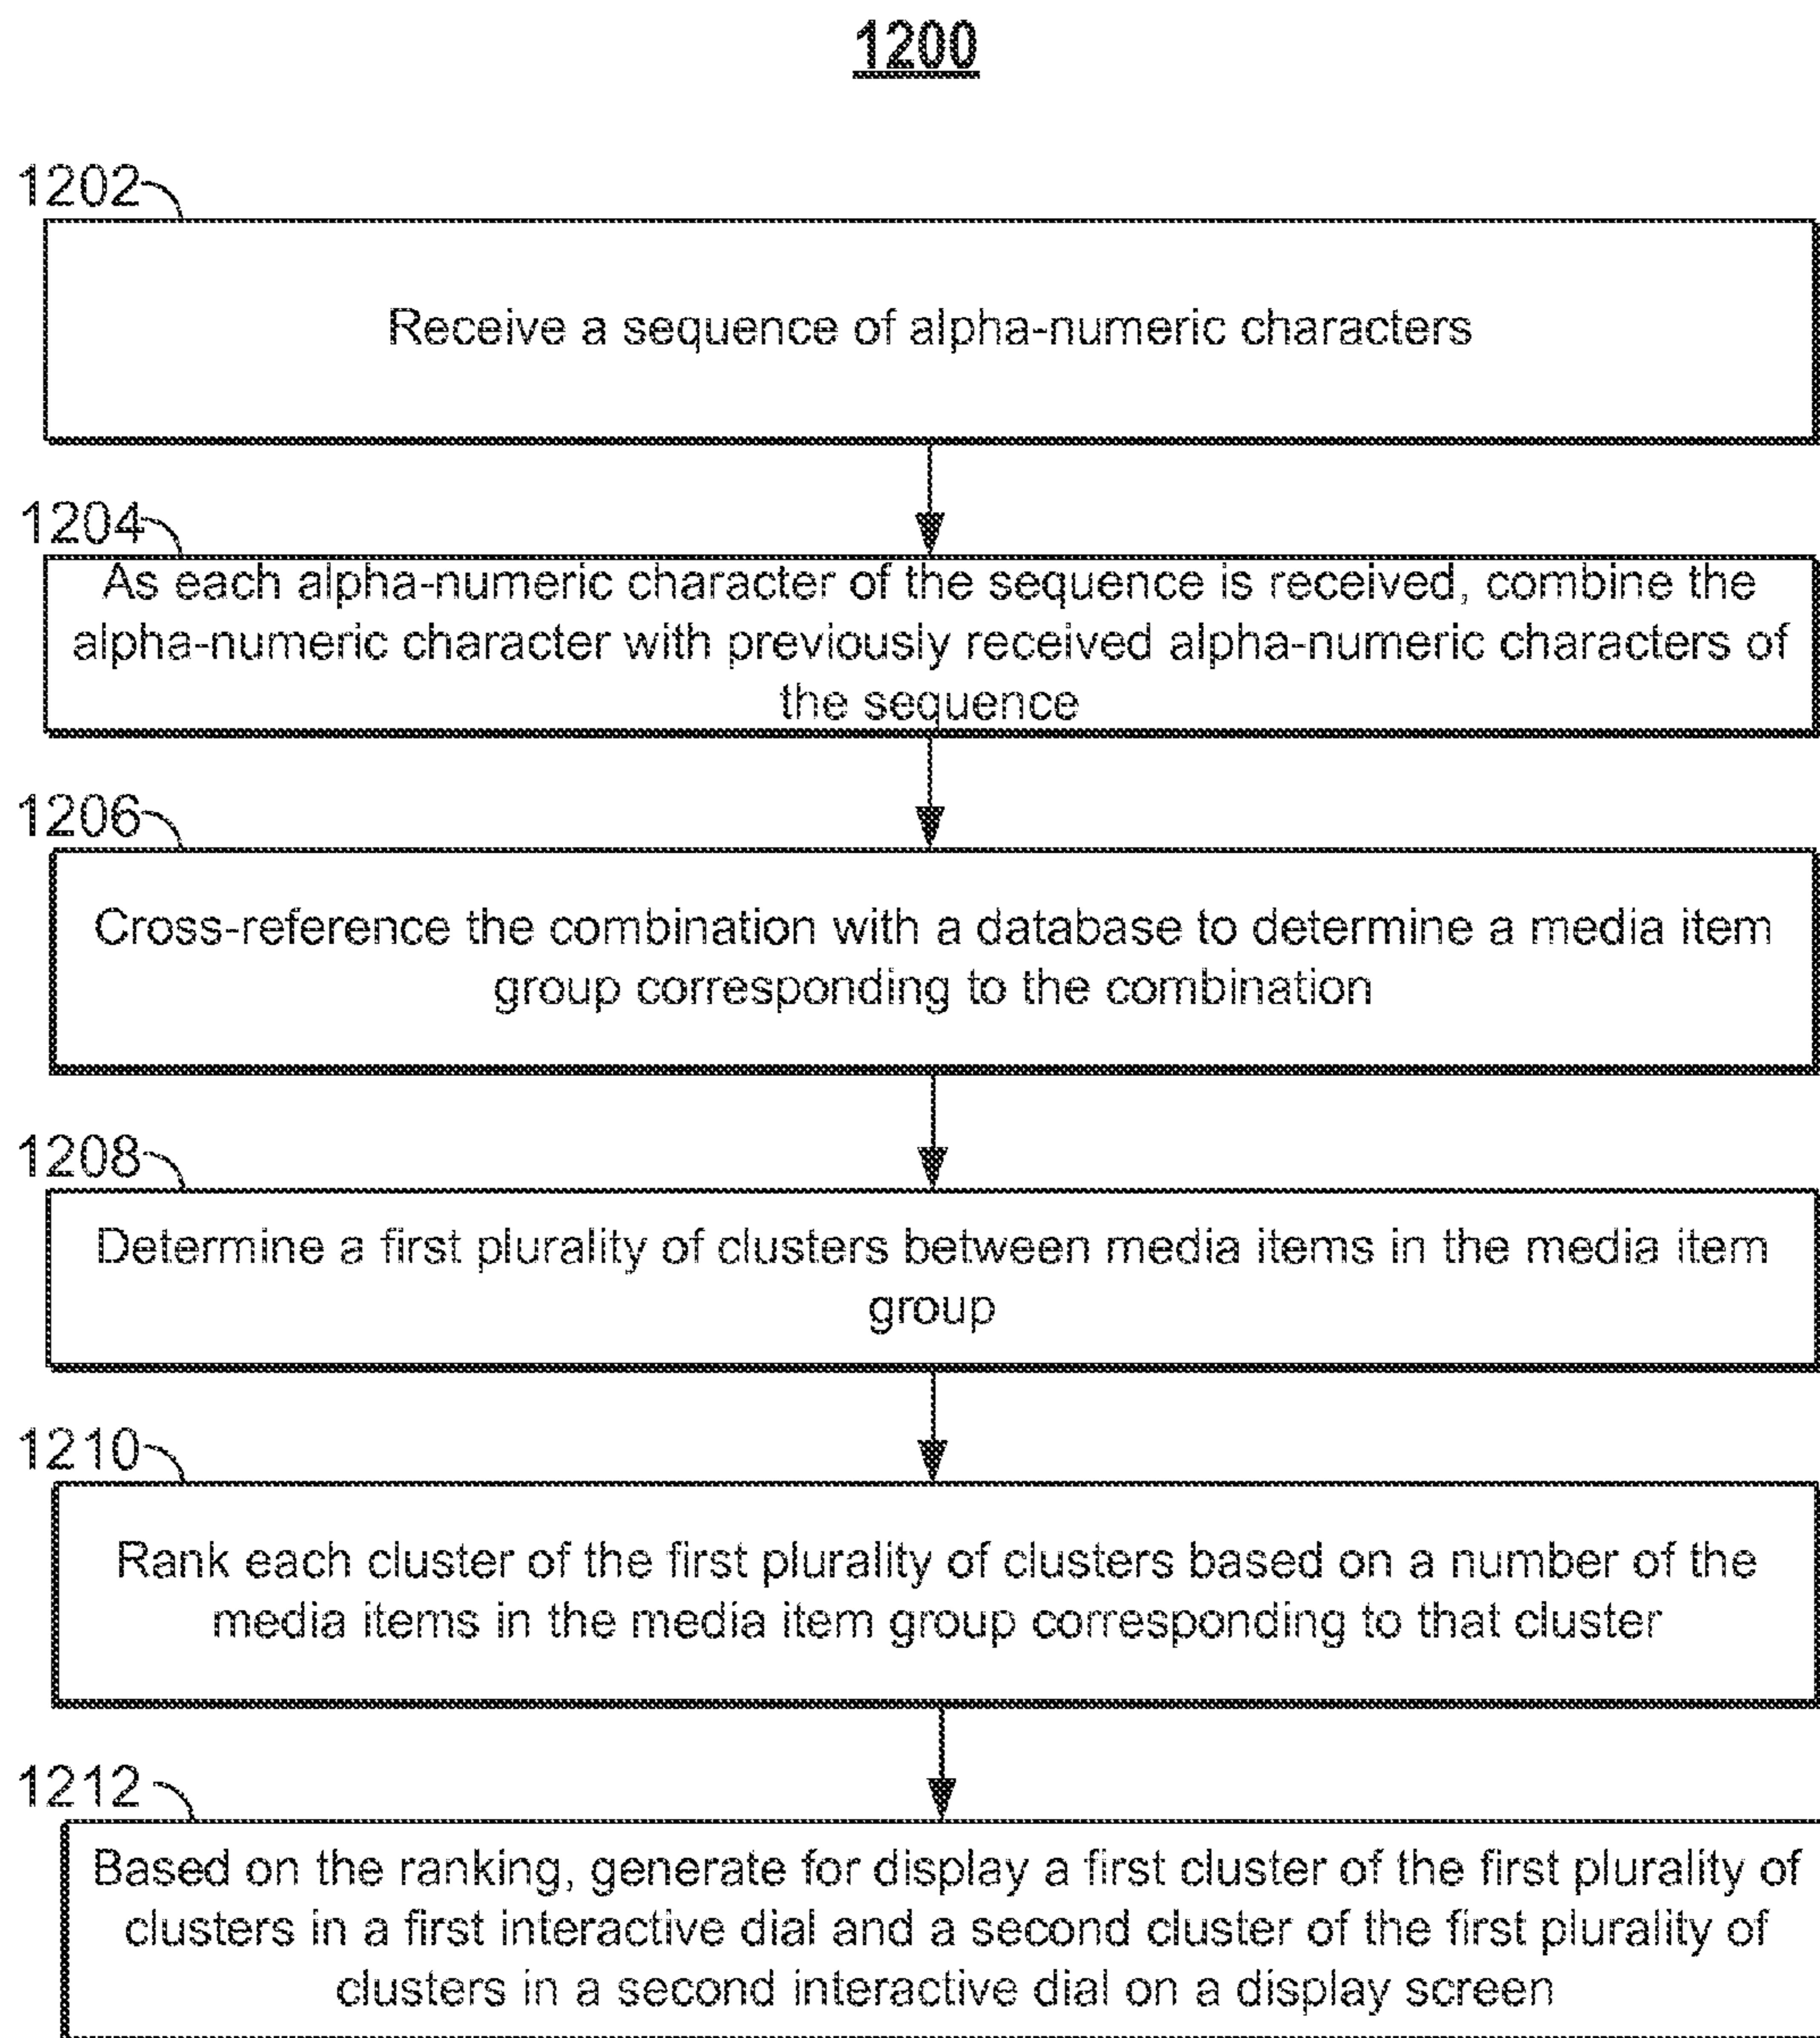 1200
1202
Receive a sequence of alpha-numeric characters
1204
As each alpha-numeric character of the sequence is received, combine the
alpha-numeric character with previously received alpha-numeric characters of
the sequence
1206
Cross-reference the combination with a database to determine a media item
group corresponding to the combination
1208
Determine a first plurality of clusters between media items in the media item
group
1210
Rank each cluster of the first plurality of clusters based on a number of the
media items in the media item group corresponding to that cluster
1212
Based on the ranking, generate for display a first cluster of the first plurality of
clusters in a first interactive dial and a second cluster of the first plurality of
clusters in a second interactive dial on a display screen